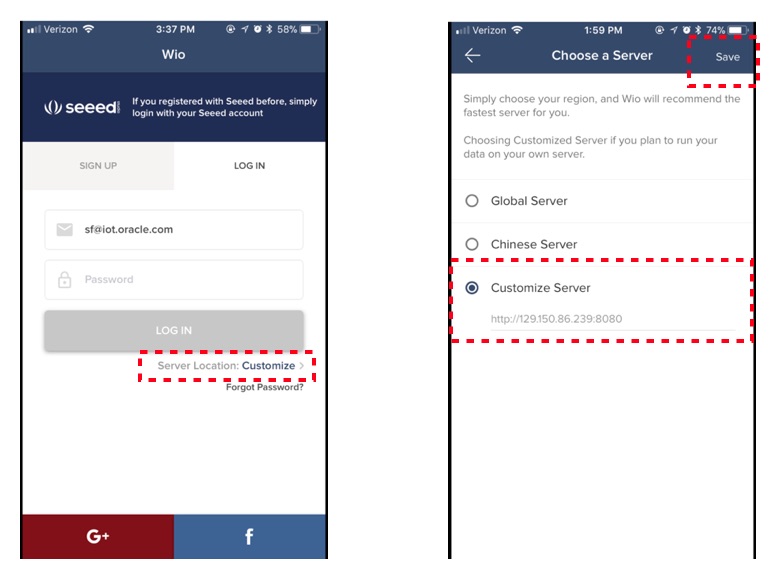 Verizon 3:37 PM 58%
Wio
seeed
If you registered with Seeed before, simply
login with your Seeed account
SIGN UP LOG IN
sf@iot.oracle.com
Password
LOG IN
Server Location: Customize >
Forgot Password?
G+ f
Verizon 1:59 PM 74%
Choose a Server Save
Simply choose your region, and Wio will recommend the
fastest server for you.
Choosing Customized Server if you plan to run your
data on your own server.
Global Server
Chinese Server
Customize Server
http://129.150.86.239:8080